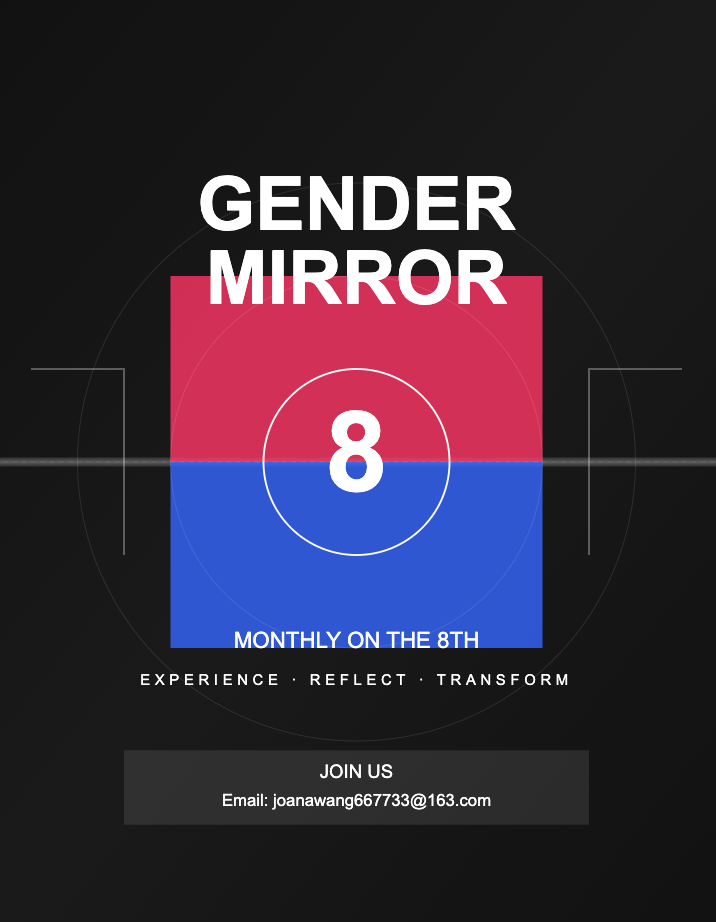 GENDER
MIRROR
8
MONTHLY ON THE 8TH
EXPERIENCE · REFLECT · TRANSFORM
JOIN US
Email: joanawang667733@163.com